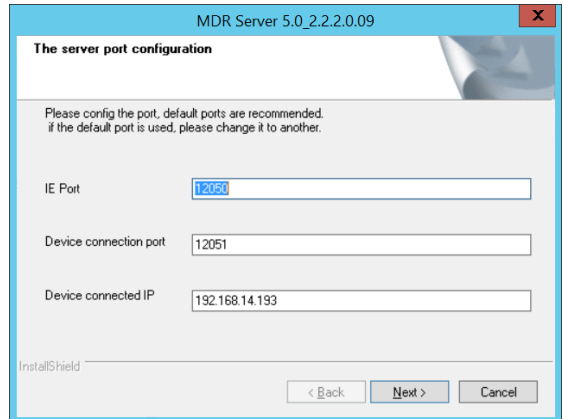 MDR Server 5.0_2.2.2.0.09
X
The server port configuration
Please config the port, default ports are recommended.
if the default port is used, please change it to another.
IE Port
12050
Device connection port
12051
Device connected IP
192.168.14.193
InstallShield
< Back
Next >
Cancel